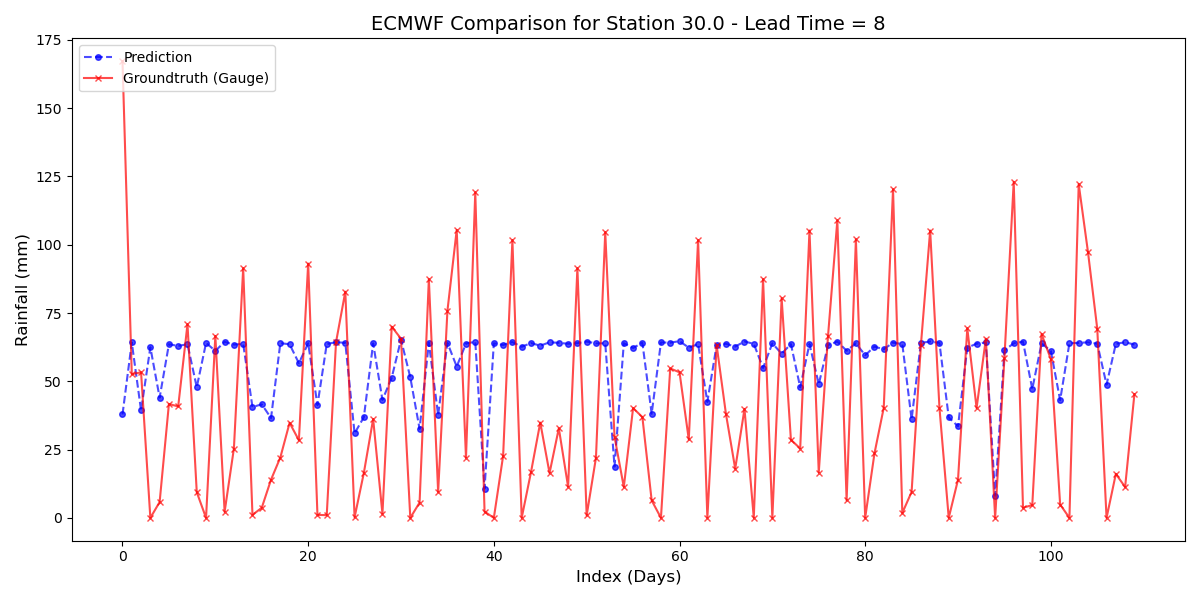 ECMWF Comparison for Station 30.0 - Lead Time = 8
Prediction
Groundtruth (Gauge)
Rainfall (mm)
175
150
125
100
75
50
25
0
0 20 40 60 80 100
Index (Days)